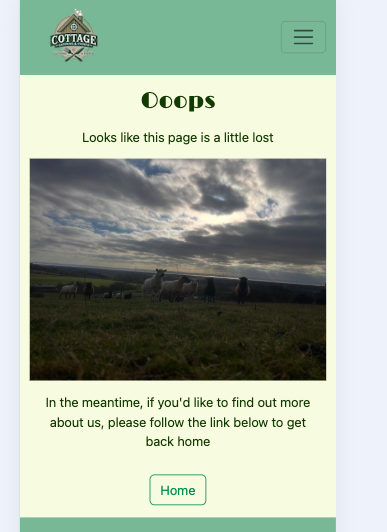 COTTAGE
Ooops
Looks like this page is a little lost
In the meantime, if you'd like to find out more
about us, please follow the link below to get
back home
Home